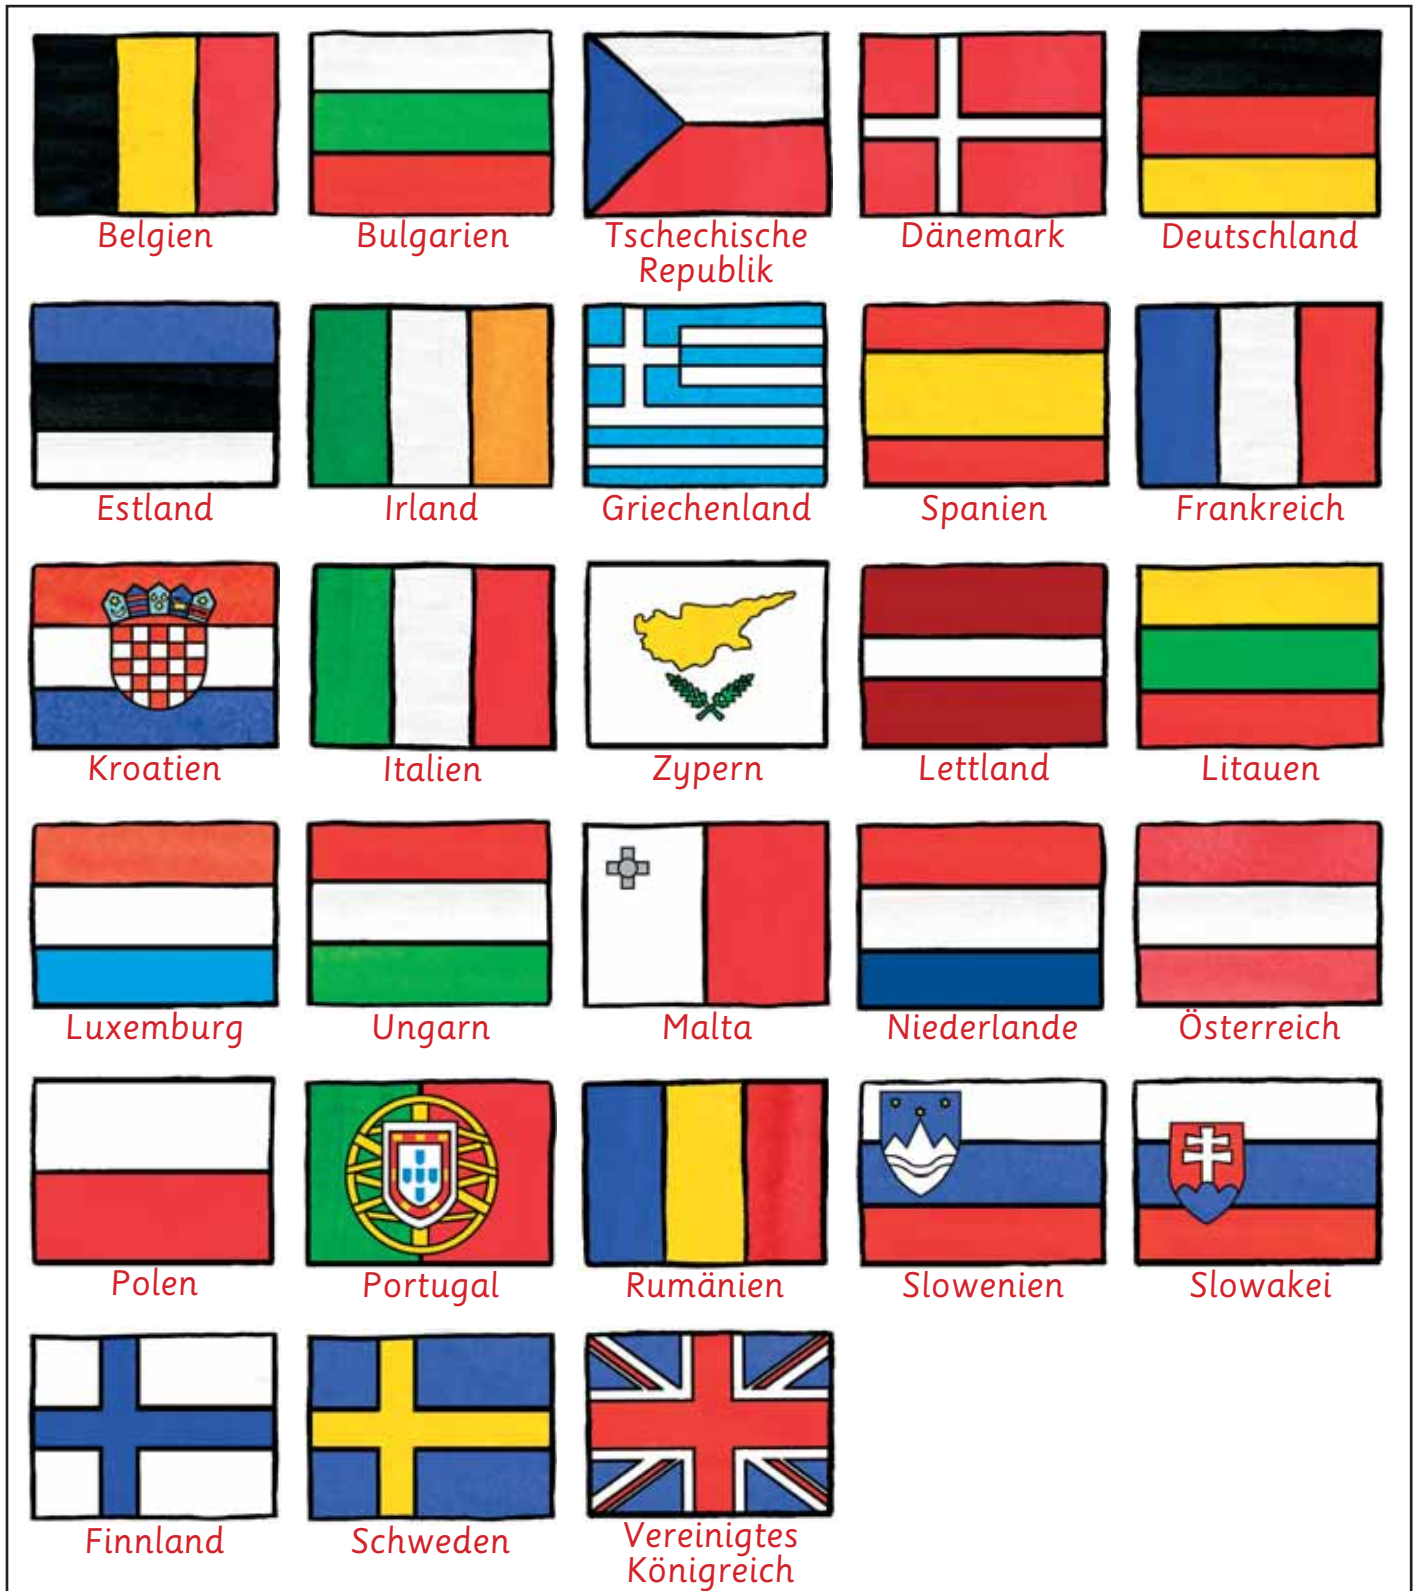 Belgien
Bulgarien
Tschechische
Republik
Dänemark
Deutschland
Estland
Irland
Griechenland
Spanien
Frankreich
Kroatien
Italien
Zypern
Lettland
Litauen
Luxemburg
Ungarn
Malta
Niederlande
Österreich
Polen
Portugal
Rumänien
Slowenien
Slowakei
Finnland
Schweden
Vereinigtes
Königreich